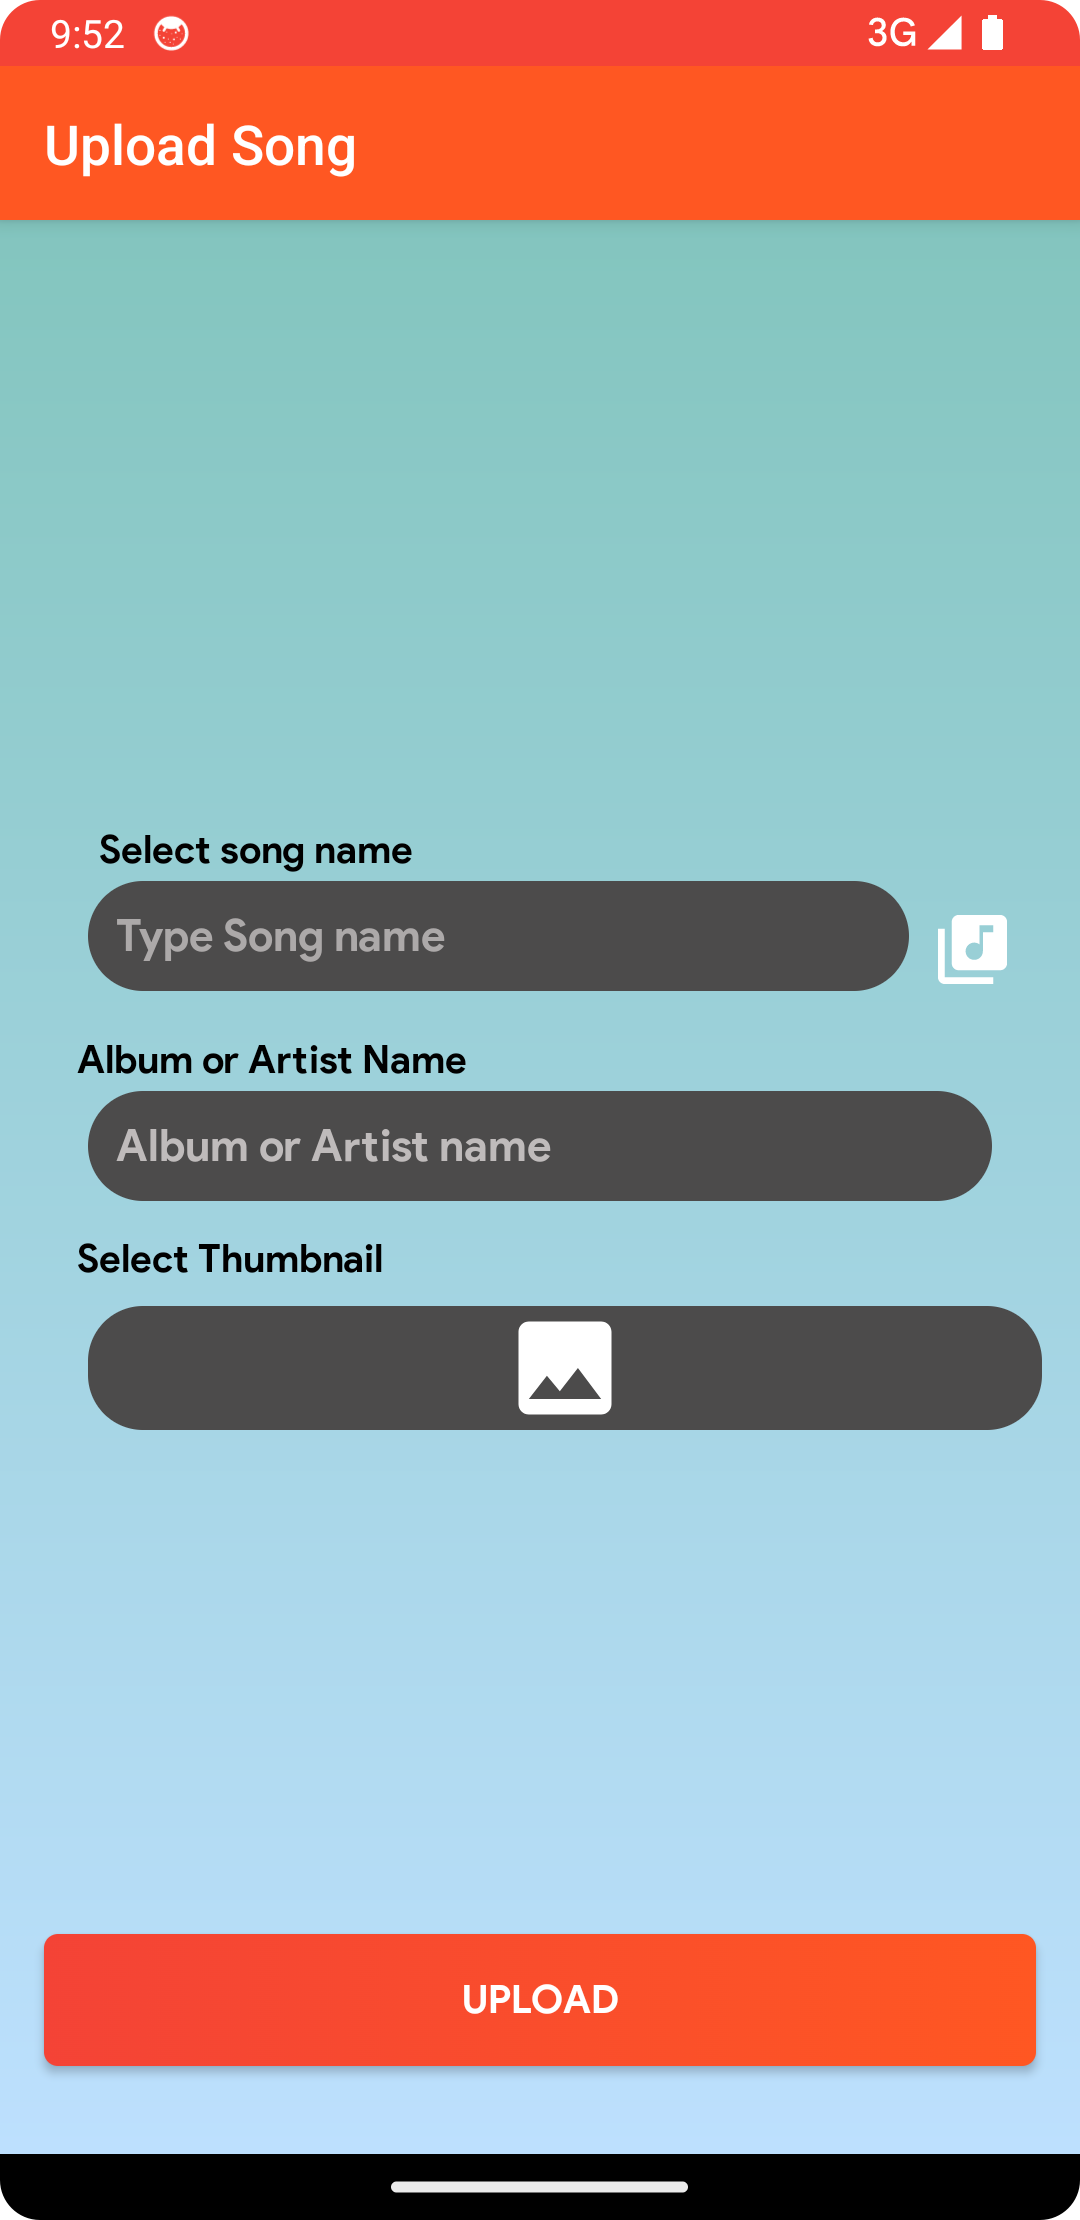 9:52 3G
Upload Song
Select song name
Type Song name
Album or Artist Name
Album or Artist name
Select Thumbnail
UPLOAD